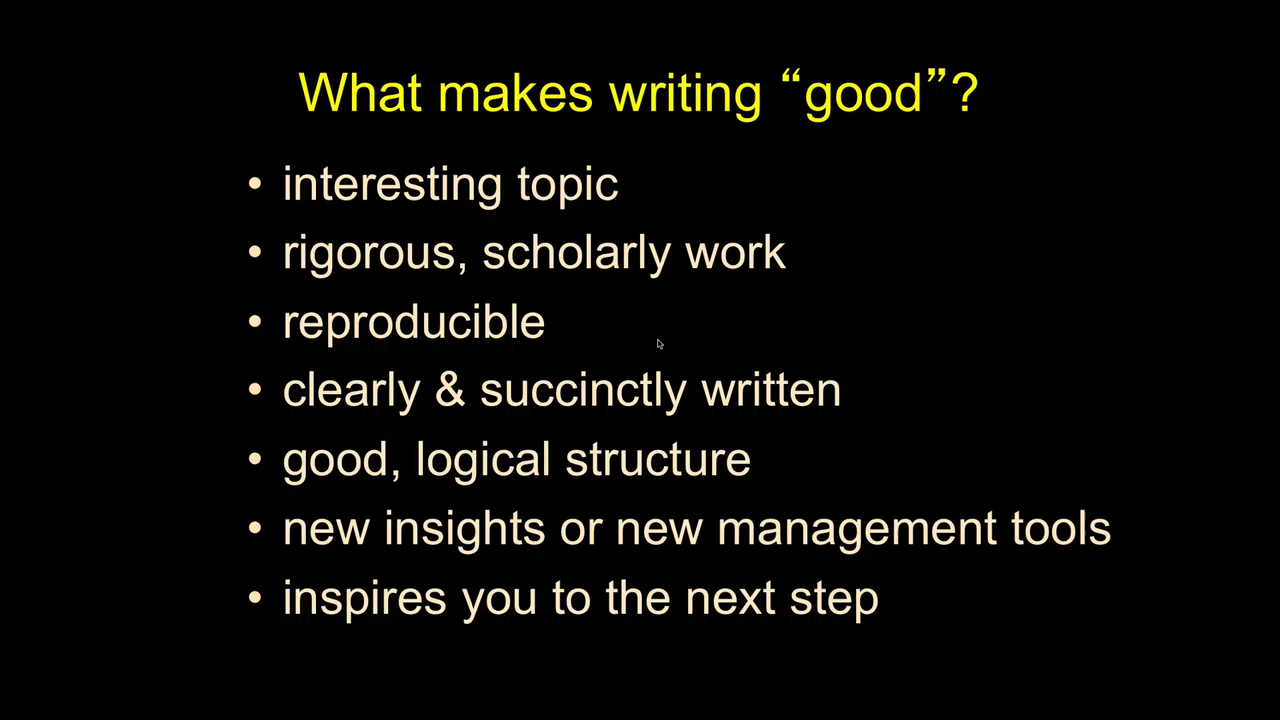 What makes writing “good”?
• interesting topic
• rigorous, scholarly work
• reproducible
• clearly & succinctly written
• good, logical structure
• new insights or new management tools
• inspires you to the next step